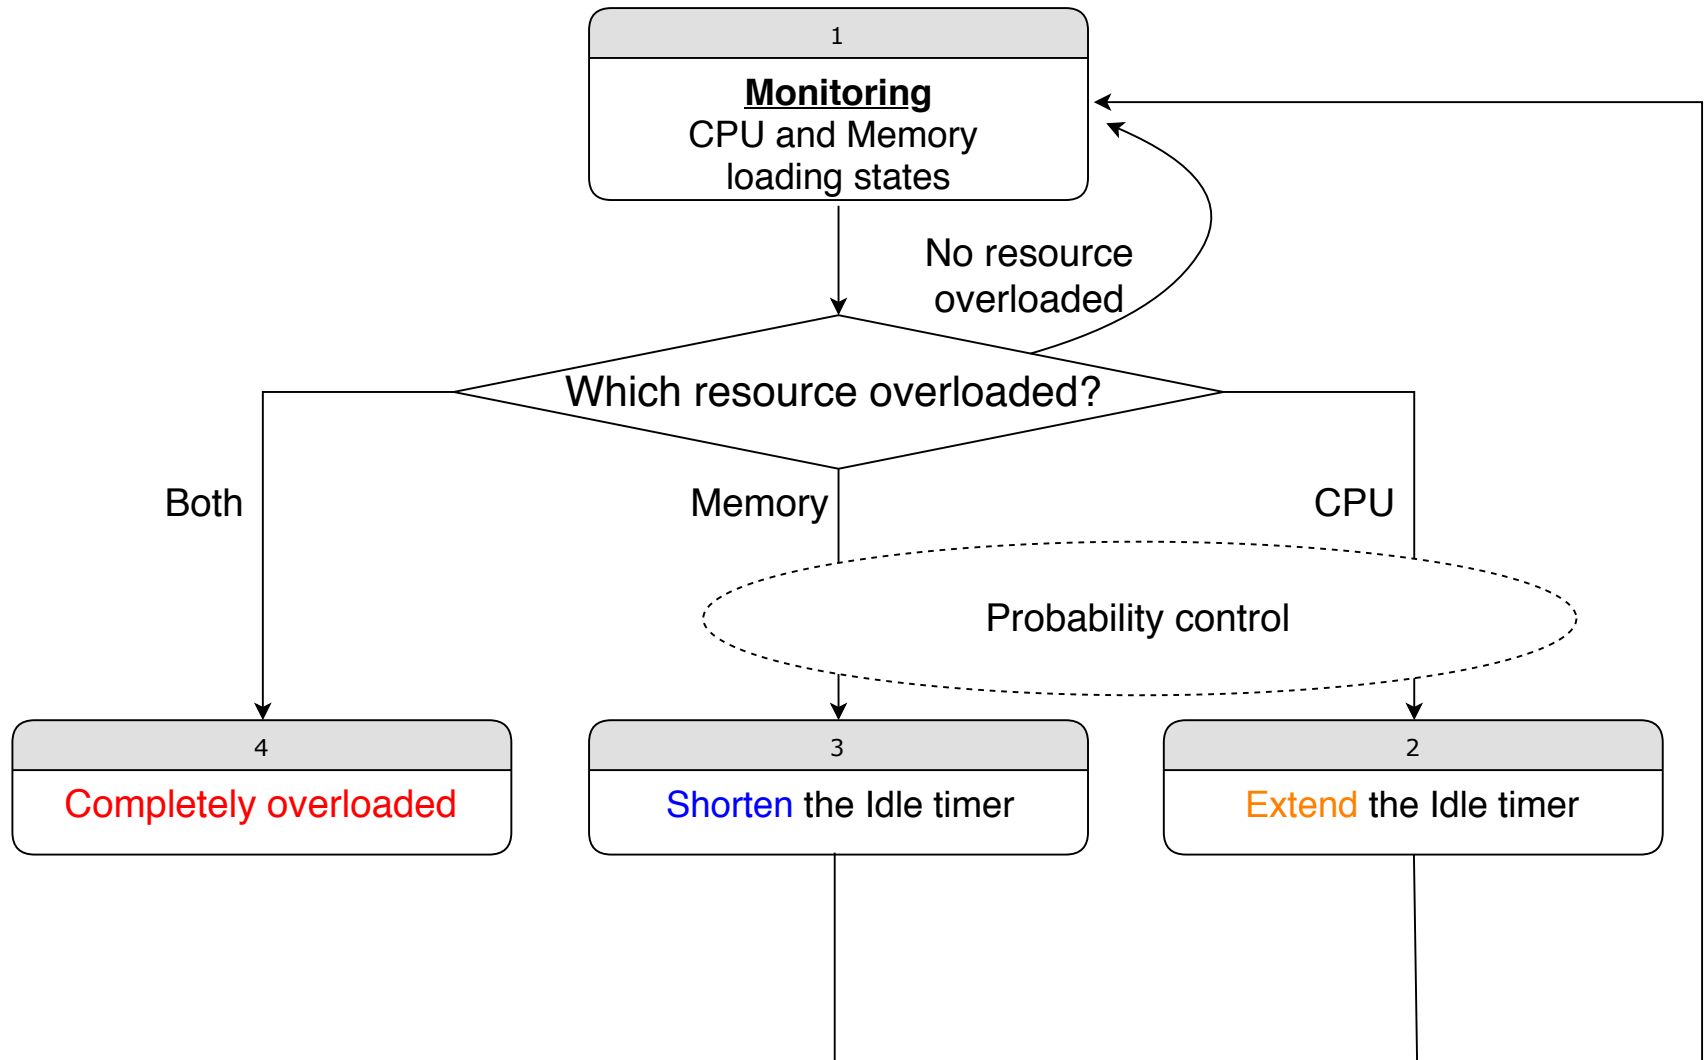 1
Monitoring
CPU and Memory
loading states
No resource
overloaded
Which resource overloaded?
Both
Memory
CPU
Probability control
4
Completely overloaded
3
Shorten the Idle timer
2
Extend the Idle timer